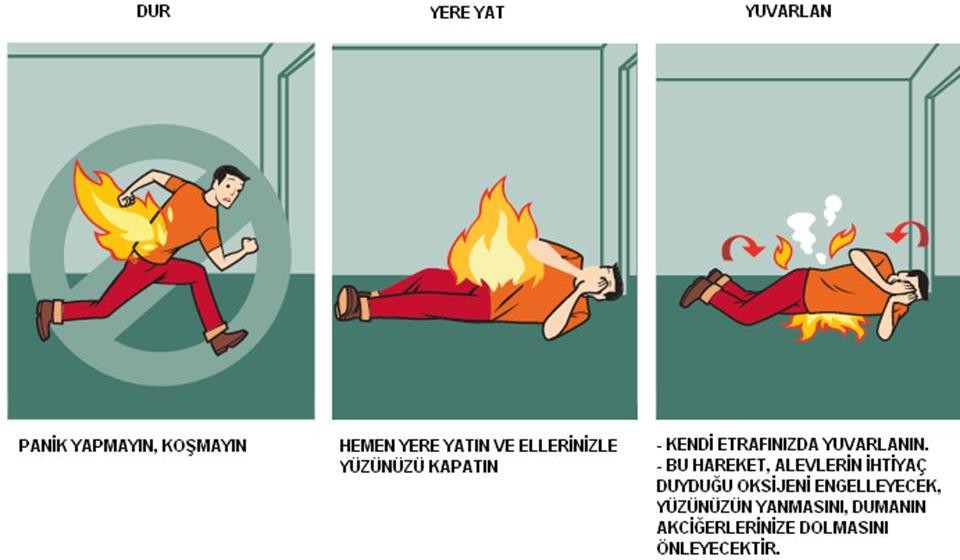 DUR
YERE YAT
YUVARLAN
PANİK YAPMAYIN, KOŞMAYIN
HEMEN YERE YATIN VE ELLERİNİZLE
YÜZÜNÜZÜ KAPATIN
- KENDİ ETRAFINIZDA YUVARLANIN.
- BU HAREKET, ALEVLERİN İHTİYAÇ
DUYDUĞU OKSİJENİ ENGELLEYECEK,
YÜZÜNÜZÜN YANMASINI, DUMANIN
AKCİĞERLERİNİZE DOLMASINI
ÖNLEYECEKTİR.